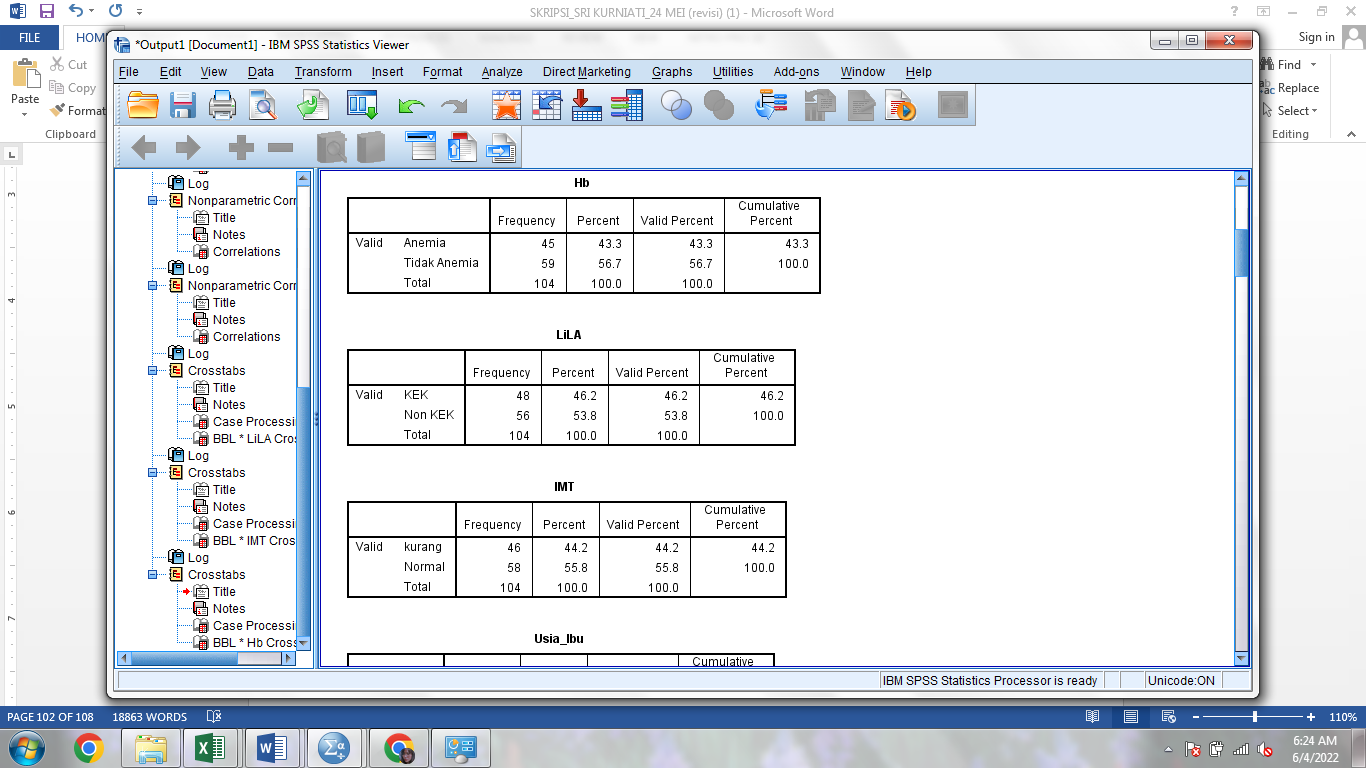 SKRIPSI_SRI KURNIATI_24 MEI (revisi) (1) - Microsoft Word
FILE
HOM
Sign in
Cut
Copy
Format
Paste
Clipboard
Find
Replace
Select
Editing
*Output1 [Document1] - IBM SPSS Statistics Viewer
File Edit View Data Transform Insert Format Analyze Direct Marketing Graphs Utilities Add-ons Window Help
Log
Nonparametric Corr
Title
Notes
Correlations
Log
Nonparametric Corr
Title
Notes
Correlations
Log
Crosstabs
Title
Notes
Case Processi
BBL * LiLA Cros
Log
Crosstabs
Title
Notes
Case Processi
BBL * IMT Cros
Log
Crosstabs
Title
Notes
Case Processi
BBL * Hb Cross
Hb
Frequency Percent Valid Percent Cumulative Percent
Valid Anemia 45 43.3 43.3 43.3
Tidak Anemia 59 56.7 56.7 100.0
Total 104 100.0 100.0
LiLA
Frequency Percent Valid Percent Cumulative Percent
Valid KEK 48 46.2 46.2 46.2
Non KEK 56 53.8 53.8 100.0
Total 104 100.0 100.0
IMT
Frequency Percent Valid Percent Cumulative Percent
Valid kurang 46 44.2 44.2 44.2
Normal 58 55.8 55.8 100.0
Total 104 100.0 100.0
Usia_Ibu
Cumulative
IBM SPSS Statistics Processor is ready
Unicode:ON
3
4
5
6
7
PAGE 102 OF 108 18863 WORDS
110%
6:24 AM
6/4/2022